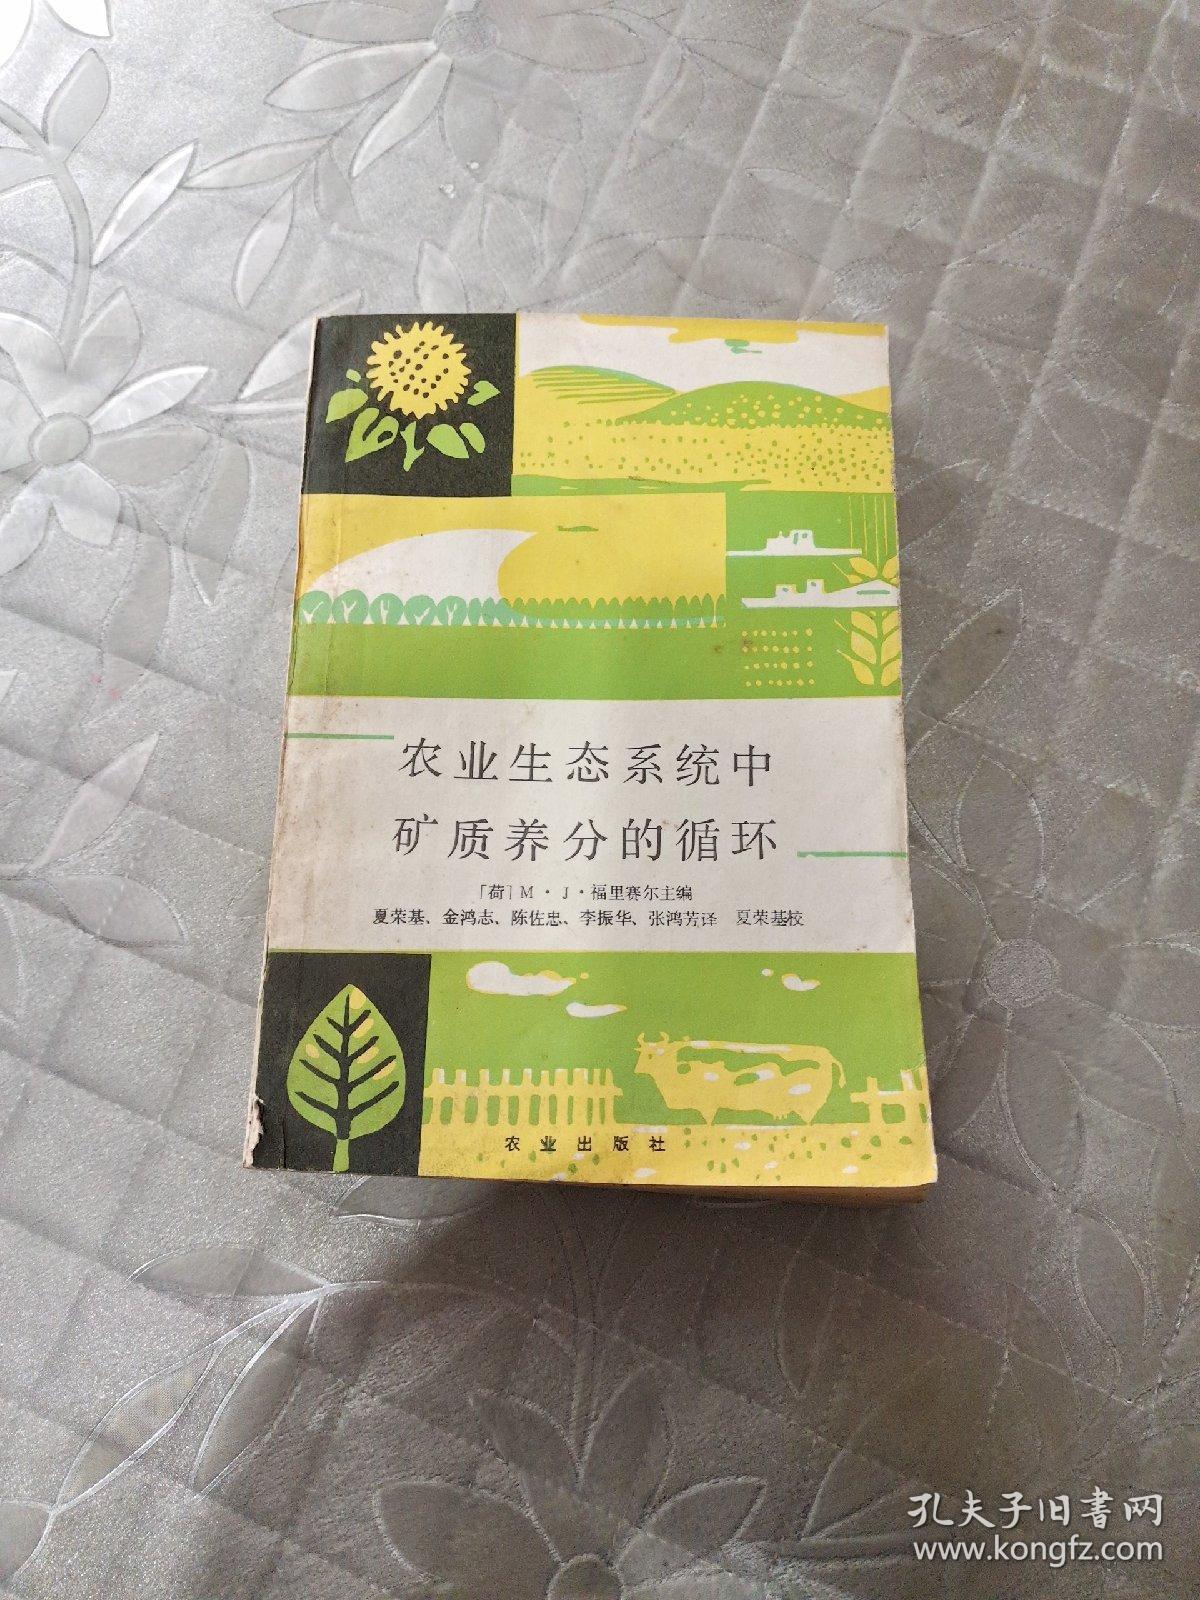 农业生态系统中
矿质养分的循环
［荷］M·J·福里赛尔主编
夏荣基、金鸿志、陈佐忠、李振华、张鸿芳译 夏荣基校
农业出版社
孔夫子旧书网
www.kongfz.com